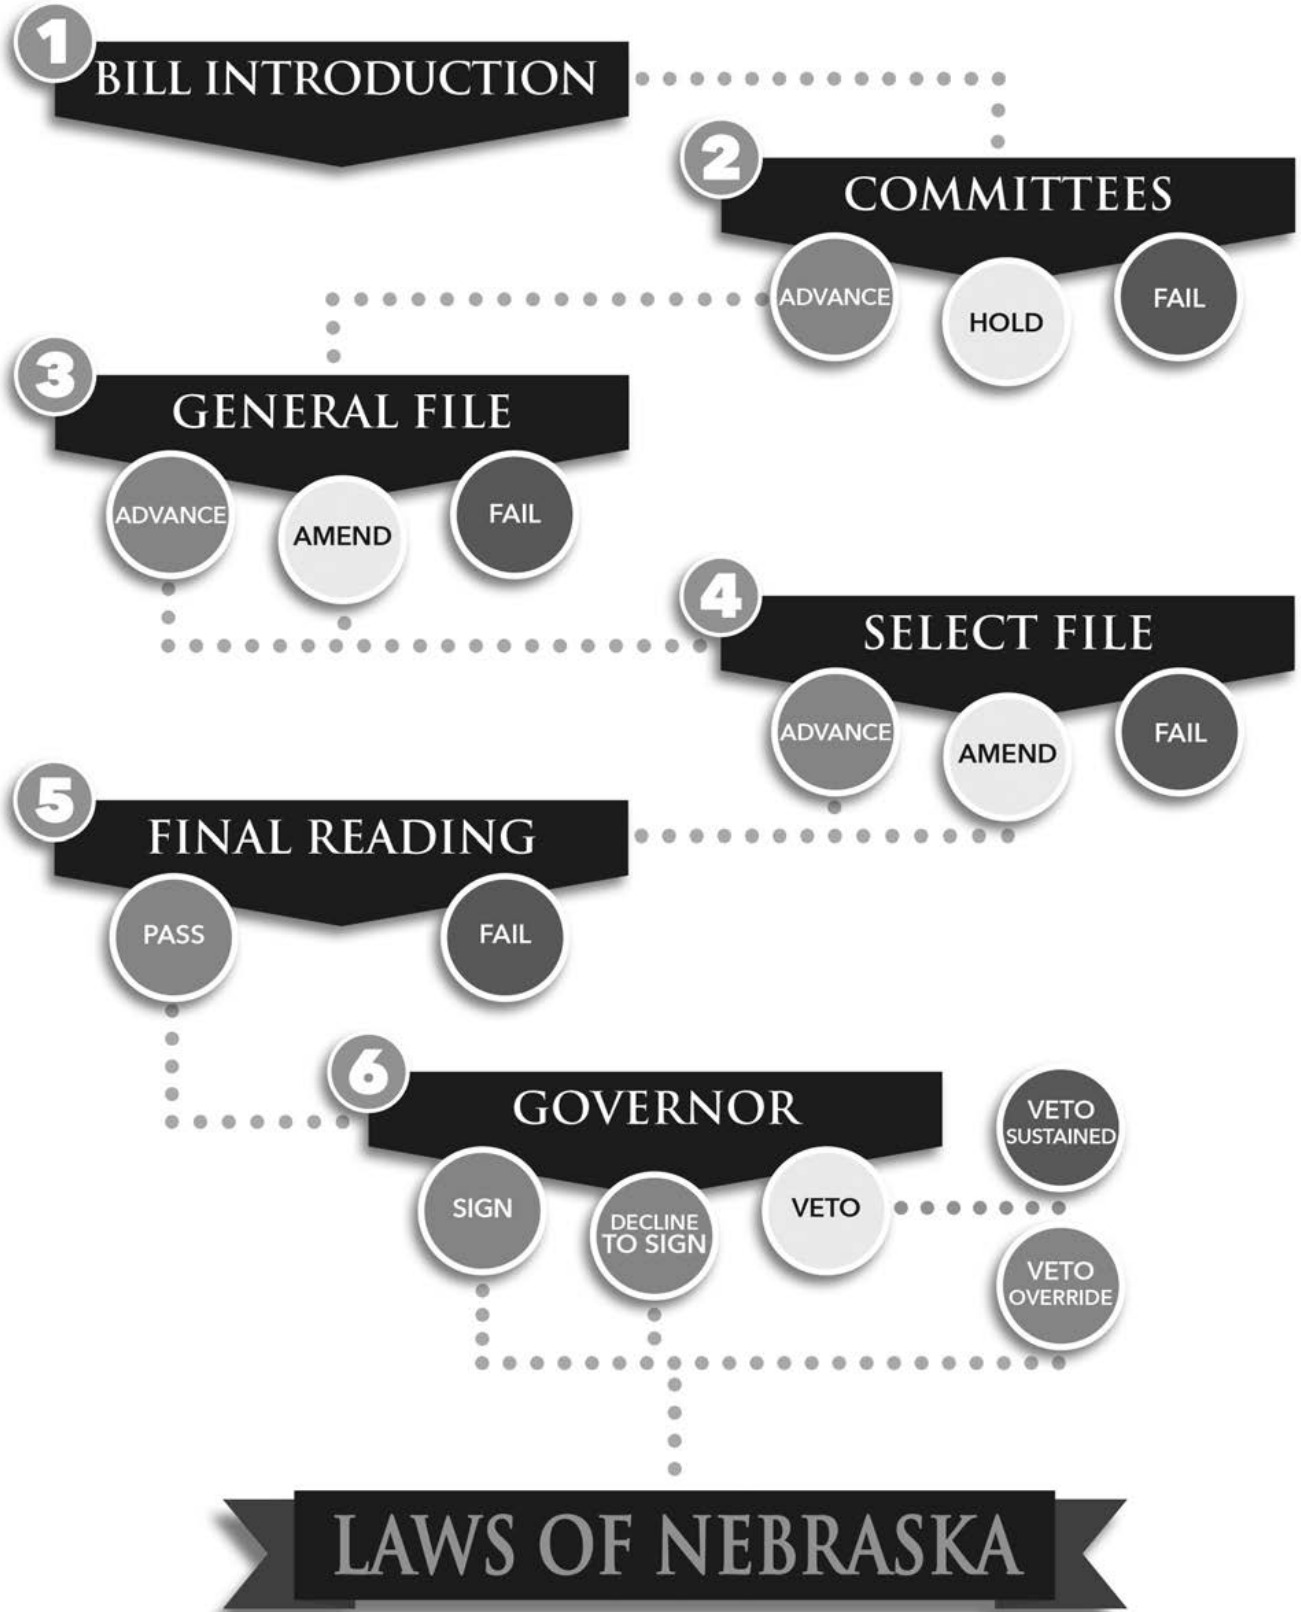 1
BILL INTRODUCTION
2
COMMITTEES
ADVANCE
HOLD
FAIL
3
GENERAL FILE
ADVANCE
AMEND
FAIL
4
SELECT FILE
ADVANCE
AMEND
FAIL
5
FINAL READING
PASS
FAIL
6
GOVERNOR
SIGN
DECLINE
TO SIGN
VETO
VETO
SUSTAINED
VETO
OVERRIDE
LAWS OF NEBRASKA